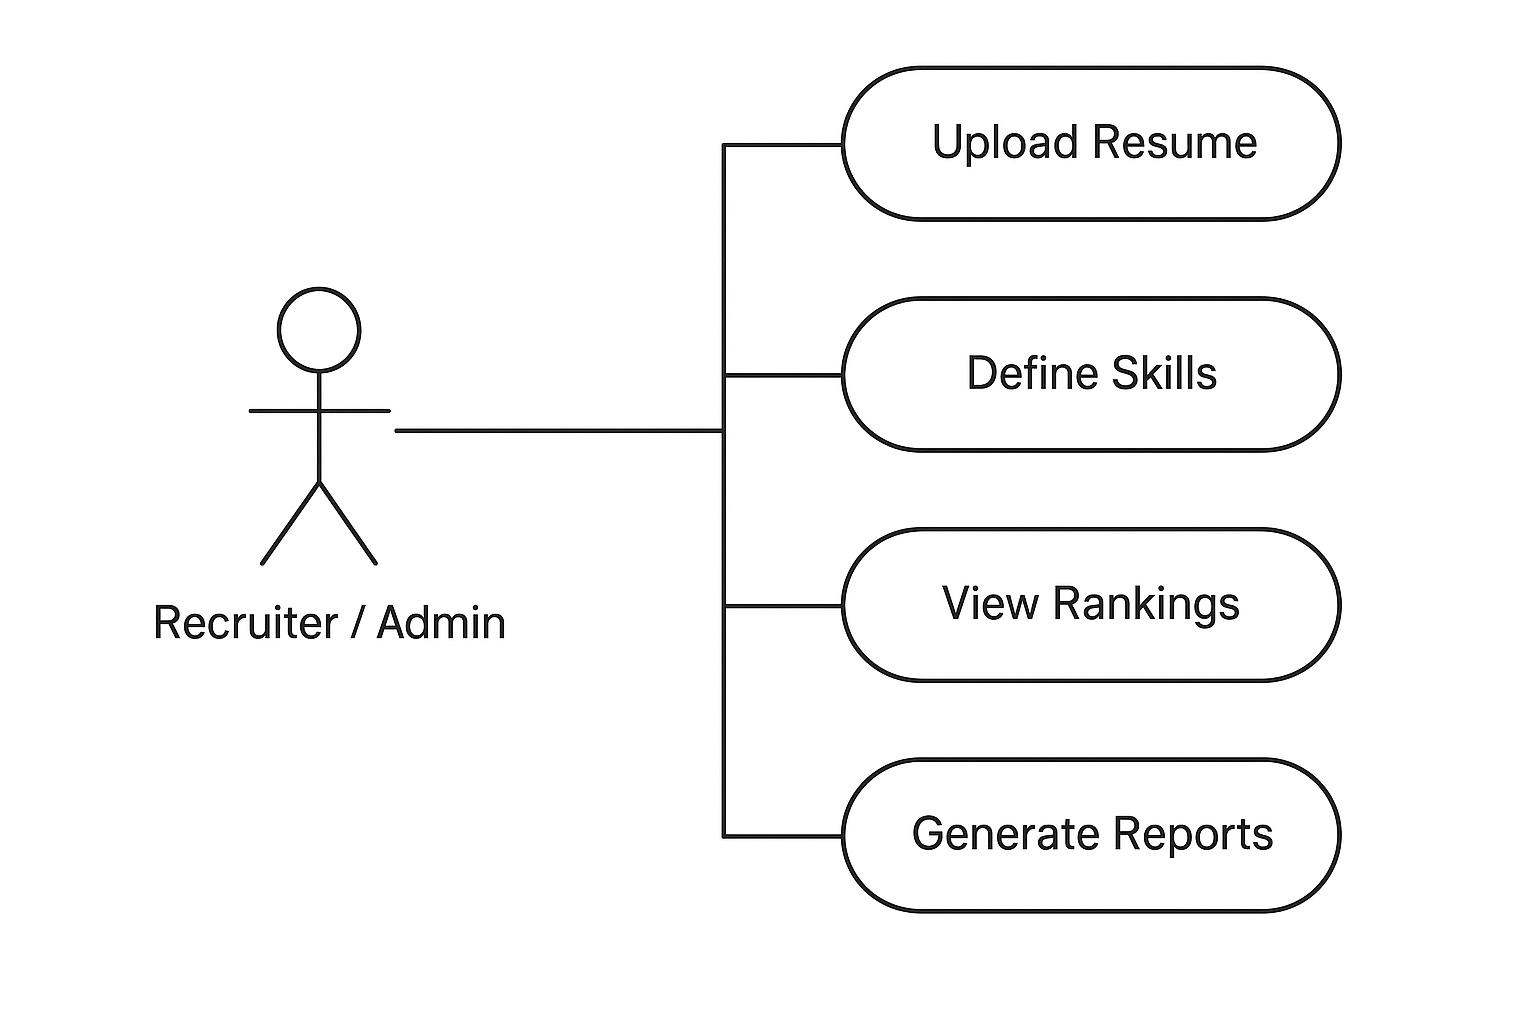 Upload Resume
Define Skills
Recruiter / Admin
View Rankings
Generate Reports